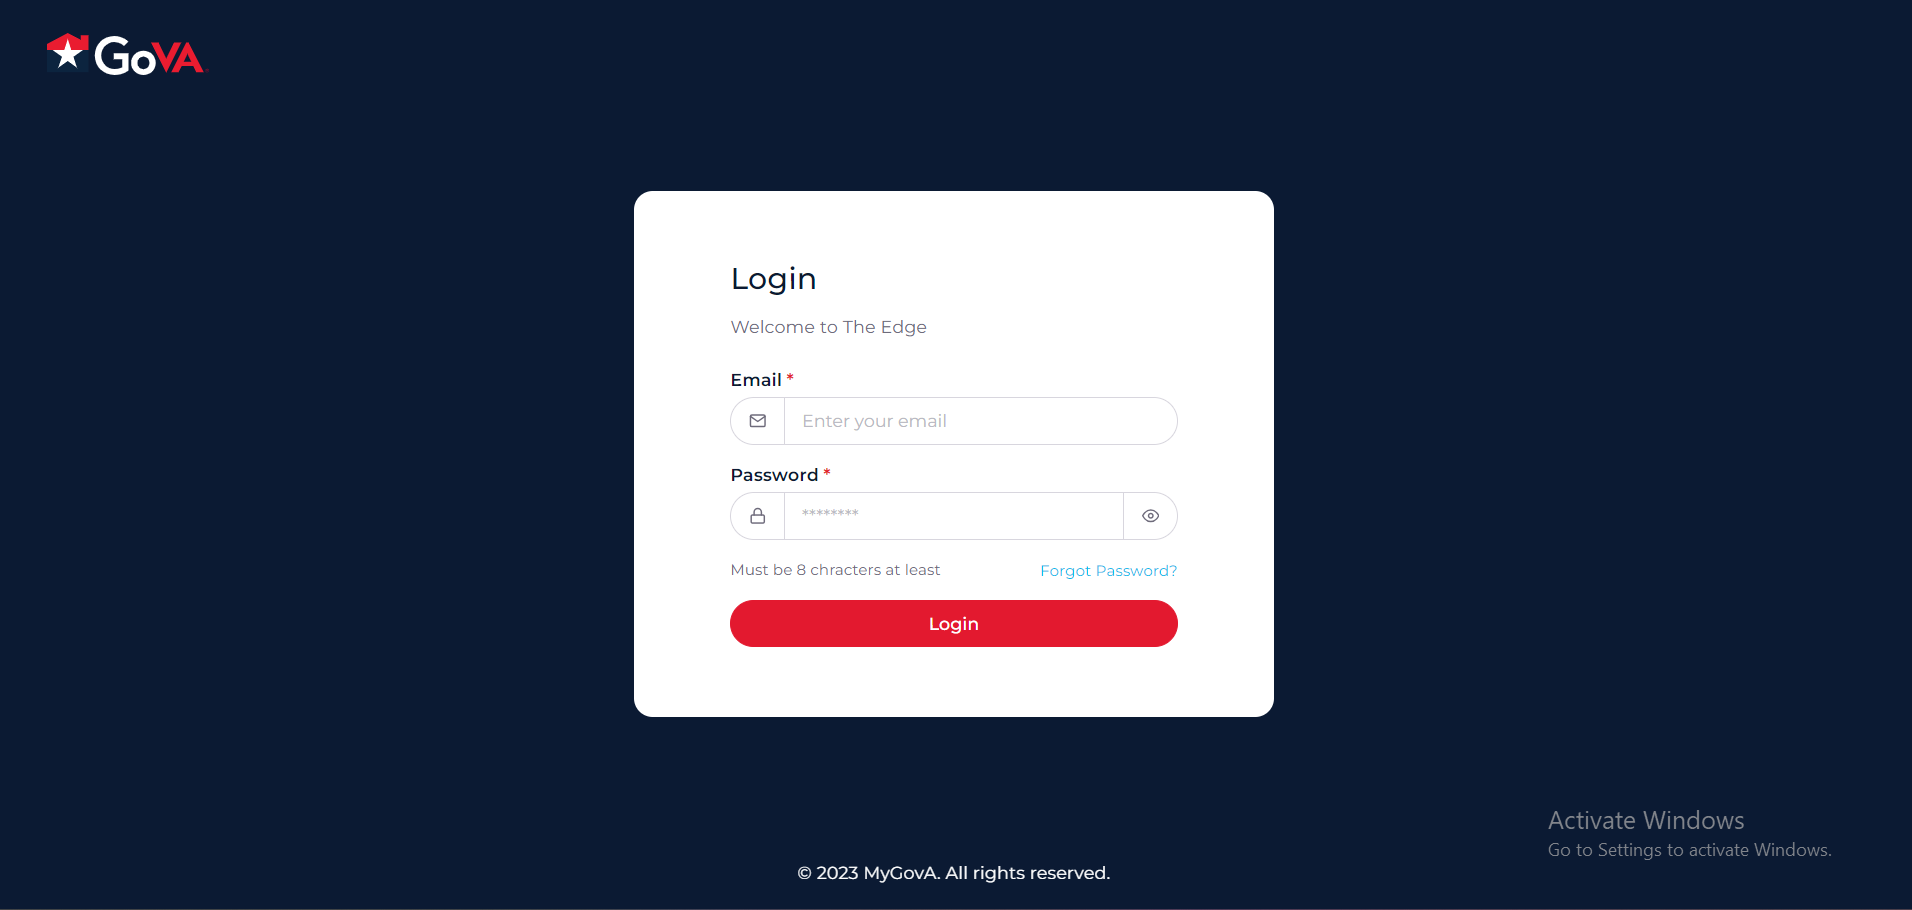 GoVA
Login
Welcome to The Edge
Email *
Enter your email
Password *
********
Must be 8 chracters at least
Forgot Password?
Login
Activate Windows
Go to Settings to activate Windows.
© 2023 MyGovA. All rights reserved.